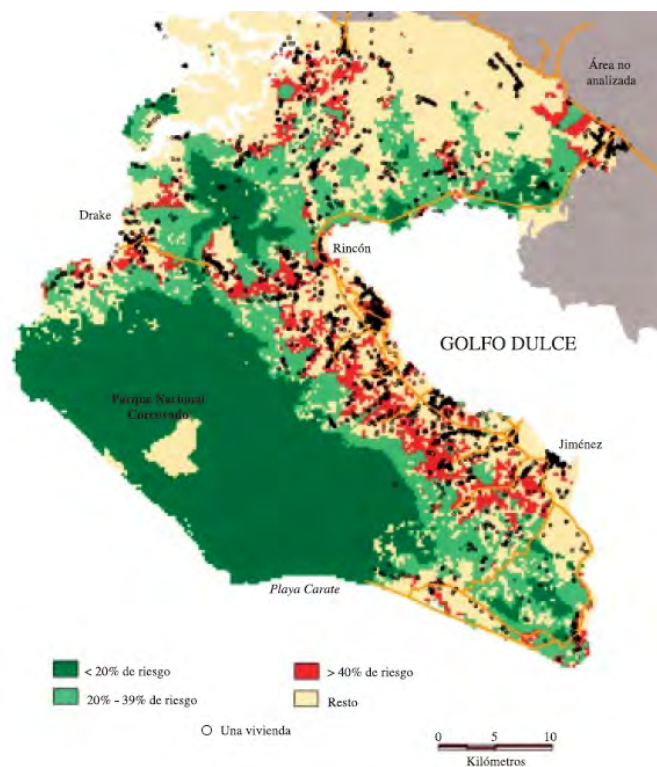 Área no
analizada
Drake
Rincón
GOLFO DULCE
Parque Nacional
Corcovado
Jiménez
Playa Carate
< 20% de riesgo
> 40% de riesgo
20% - 39% de riesgo
Resto
Una vivienda
0 5 10
Kilómetros